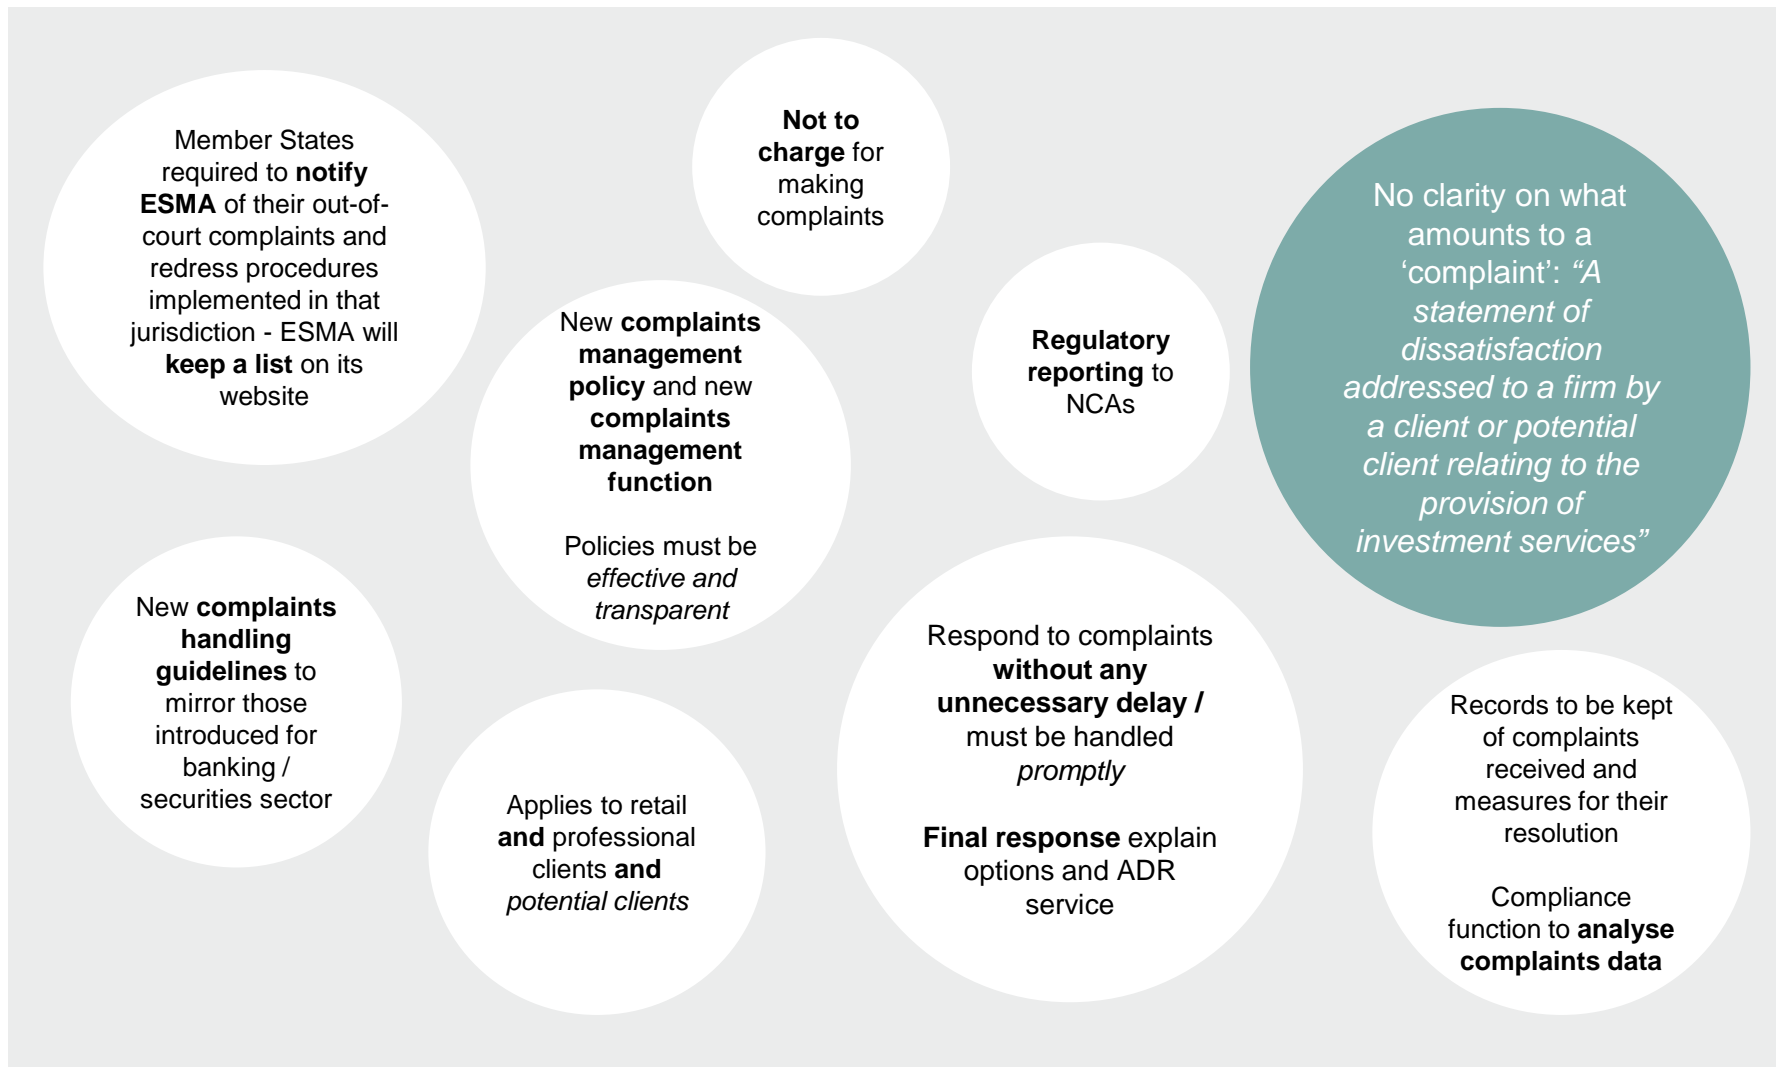 Member States
required to notify
ESMA of their out-of-
court complaints and
redress procedures
implemented in that
jurisdiction - ESMA will
keep a list on its
website
Not to
charge for
making
complaints
New complaints
management
policy and new
complaints
management
function
Policies must be
effective and
transparent
Regulatory
reporting to
NCAs
No clarity on what
amounts to a
‘complaint’: “A
statement of
dissatisfaction
addressed to a firm by
a client or potential
client relating to the
provision of
investment services”
New complaints
handling
guidelines to
mirror those
introduced for
banking /
securities sector
Applies to retail
and professional
clients and
potential clients
Respond to complaints
without any
unnecessary delay /
must be handled
promptly
Final response explain
options and ADR
service
Records to be kept
of complaints
received and
measures for their
resolution
Compliance
function to analyse
complaints data